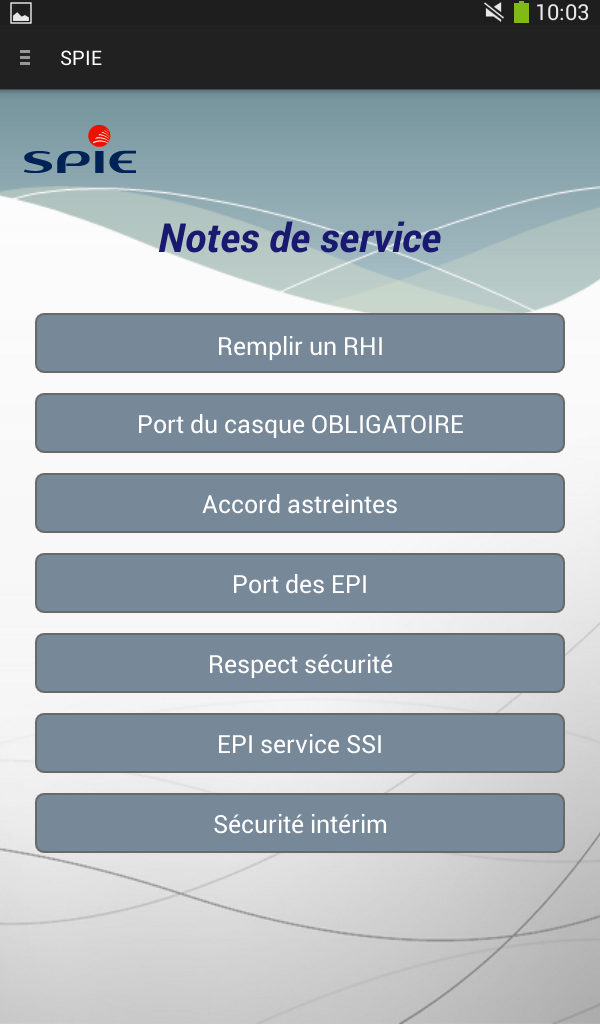 10:03
SPIE
SPIE
Notes de service
Remplir un RHI
Port du casque OBLIGATOIRE
Accord astreintes
Port des EPI
Respect sécurité
EPI service SSI
Sécurité intérim